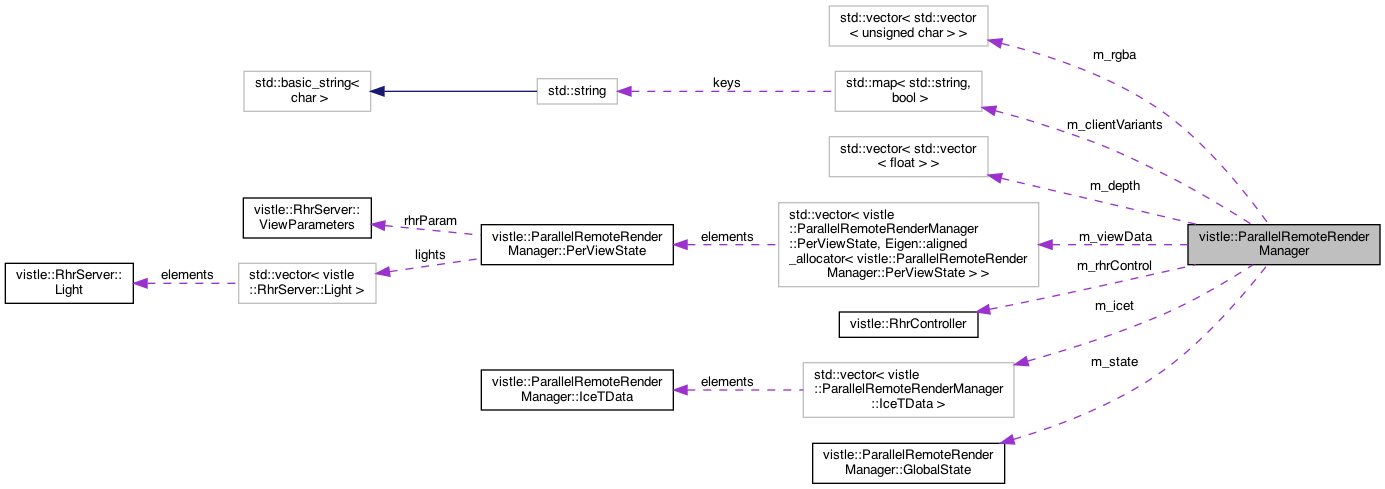 std::vector< std::vector
< unsigned char > >
m_rgba
std::basic_string<
char >
std::string
keys
std::map< std::string,
bool >
m_clientVariants
std::vector< std::vector
< float > >
m_depth
vistle::RhrServer::
ViewParameters
rhrParam
vistle::ParallelRemoteRender
Manager::PerViewState
elements
std::vector< vistle
::ParallelRemoteRenderManager
::PerViewState, Eigen::aligned
_allocator< vistle::ParallelRemoteRender
Manager::PerViewState > >
m_viewData
vistle::ParallelRemoteRender
Manager
vistle::RhrServer::
Light
elements
std::vector< vistle
::RhrServer::Light >
lights
m_rhrControl
vistle::RhrController
m_icet
vistle::ParallelRemoteRender
Manager::IceTData
elements
std::vector< vistle
::ParallelRemoteRenderManager
::IceTData >
m_state
vistle::ParallelRemoteRender
Manager::GlobalState